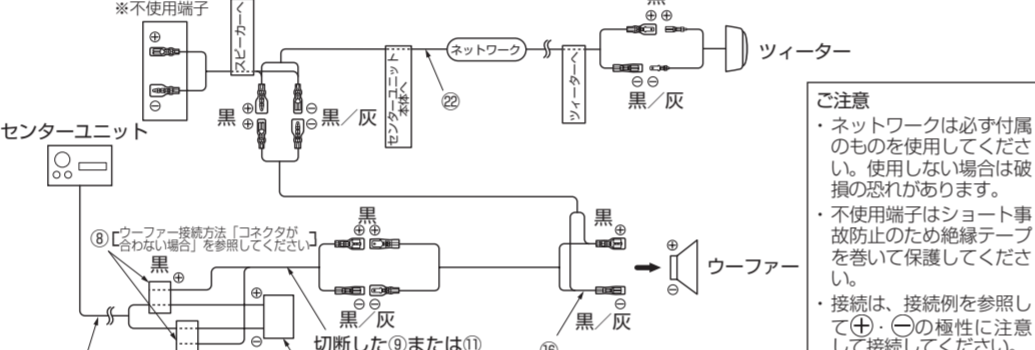 ※不使用端子
スピーカーへ
黒
⊕ ⊕
ネットワーク
ツィーターへ
センターユニット
本体へ
㉒
ツィーター
⊕
⊖
⊖ ⊖
黒/灰
黒 ⊕
⊕
⊖ 黒/灰
⊖
センターユニット
⑧
ウーファー接続方法「コネクタが
合わない場合」を参照してください
黒
⊕
黒
⊕ ⊕
⊖ ⊖
黒/灰
黒
⊕
⊖
黒/灰
⊕
⊖
ウーファー
⊕
⊖
切断した⑨または⑪
⑯
ご注意
・ネットワークは必ず付属
のものを使用してくださ
い。使用しない場合は破
損の恐れがあります。
・不使用端子はショート事
故防止のため絶縁テープ
を巻いて保護してくださ
い。
・接続は、接続例を参照し
て⊕・⊖の極性に注意
して接続してください。